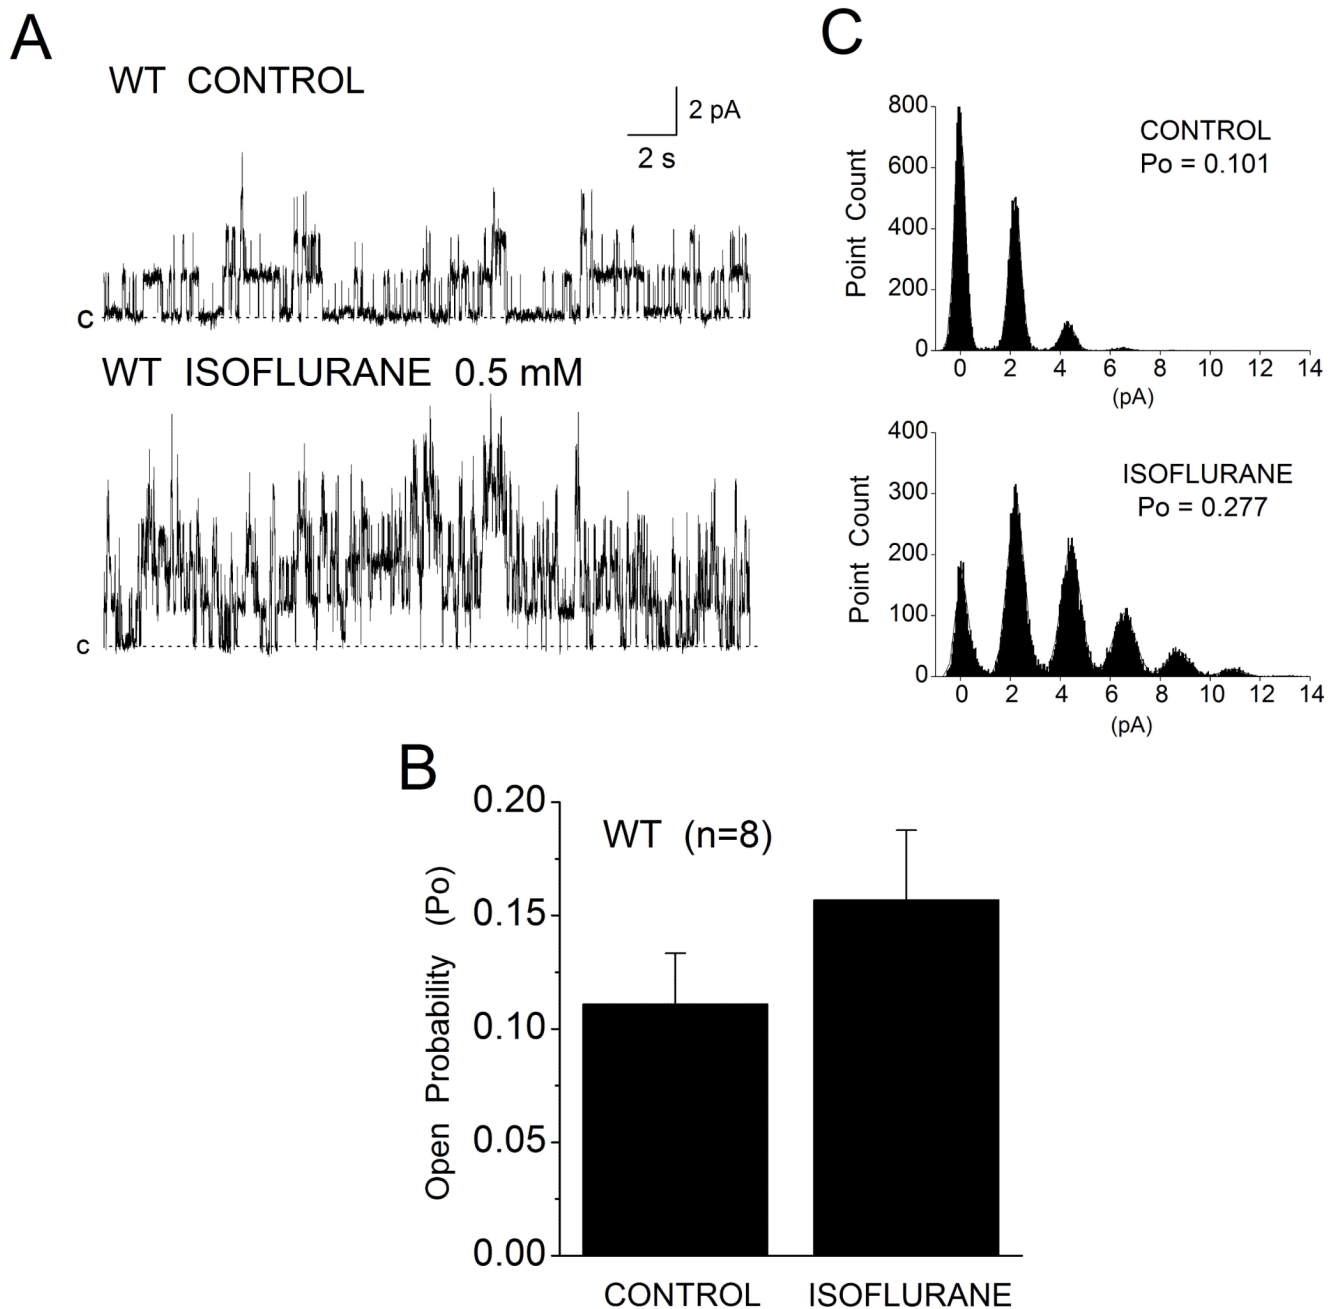 A
WT CONTROL
2 pA
2 s
c
WT ISOFLURANE 0.5 mM
c
C
CONTROL
Po = 0.101
Point Count
800
600
400
200
0
0 2 4 6 8 10 12 14
(pA)
ISOFLURANE
Po = 0.277
Point Count
400
300
200
100
0
0 2 4 6 8 10 12 14
(pA)
B
WT (n=8)
Open Probability (Po)
0.20
0.15
0.10
0.05
0.00
CONTROL ISOFLURANE